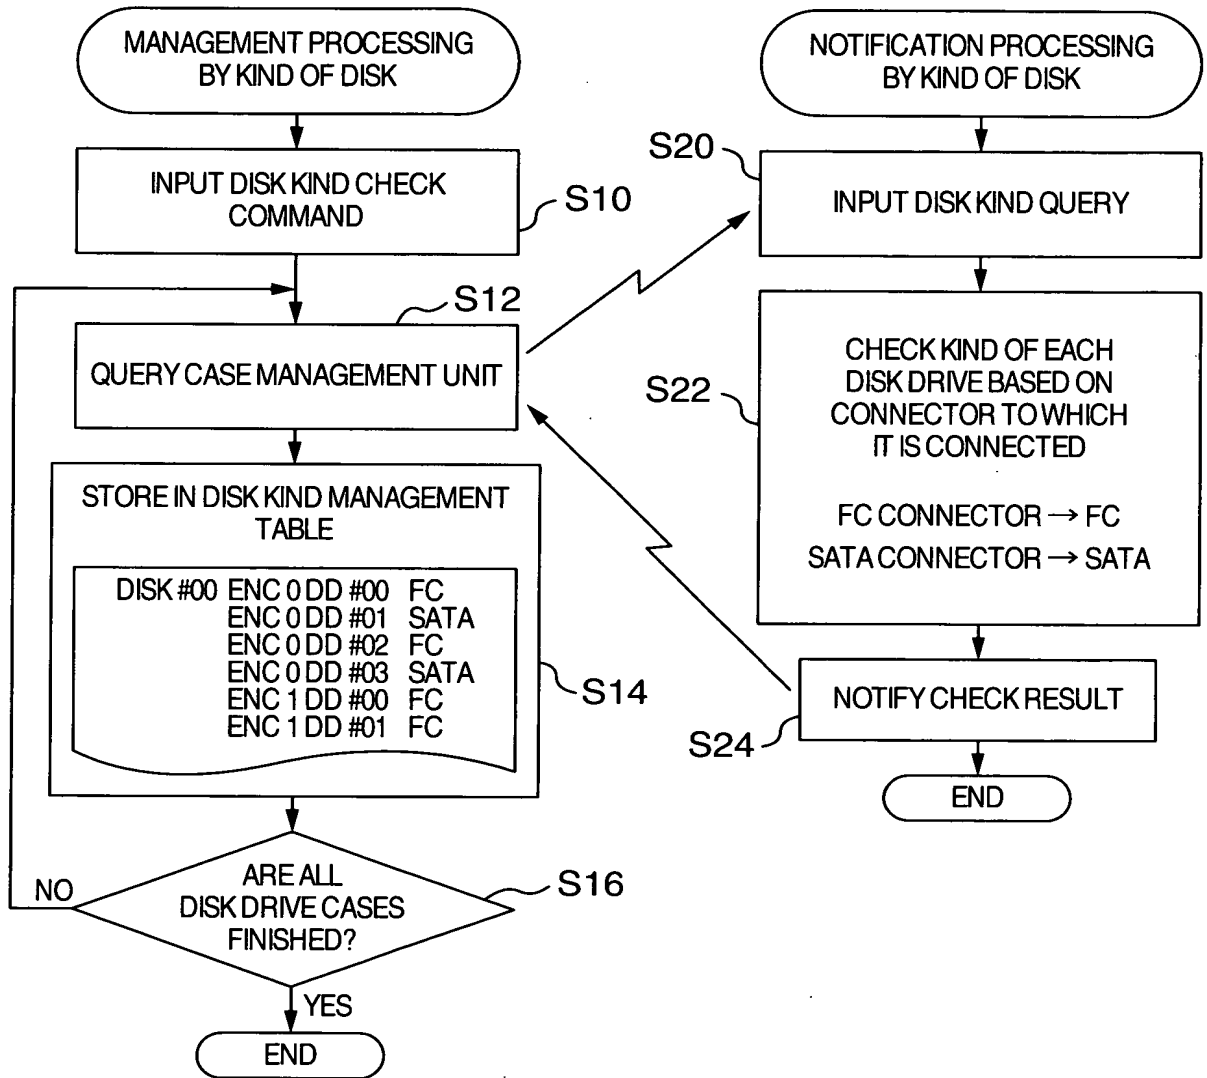 MANAGEMENT PROCESSING
BY KIND OF DISK
INPUT DISK KIND CHECK
COMMAND
S10
S12
QUERY CASE MANAGEMENT UNIT
STORE IN DISK KIND MANAGEMENT
TABLE
DISK #00 ENC 0 DD #00 FC
ENC 0 DD #01 SATA
ENC 0 DD #02 FC
ENC 0 DD #03 SATA
ENC 1 DD #00 FC
ENC 1 DD #01 FC
S14
ARE ALL
DISK DRIVE CASES
FINISHED?
S16
NO
YES
END
NOTIFICATION PROCESSING
BY KIND OF DISK
S20
INPUT DISK KIND QUERY
S22
CHECK KIND OF EACH
DISK DRIVE BASED ON
CONNECTOR TO WHICH
IT IS CONNECTED
FC CONNECTOR → FC
SATA CONNECTOR → SATA
NOTIFY CHECK RESULT
S24
END